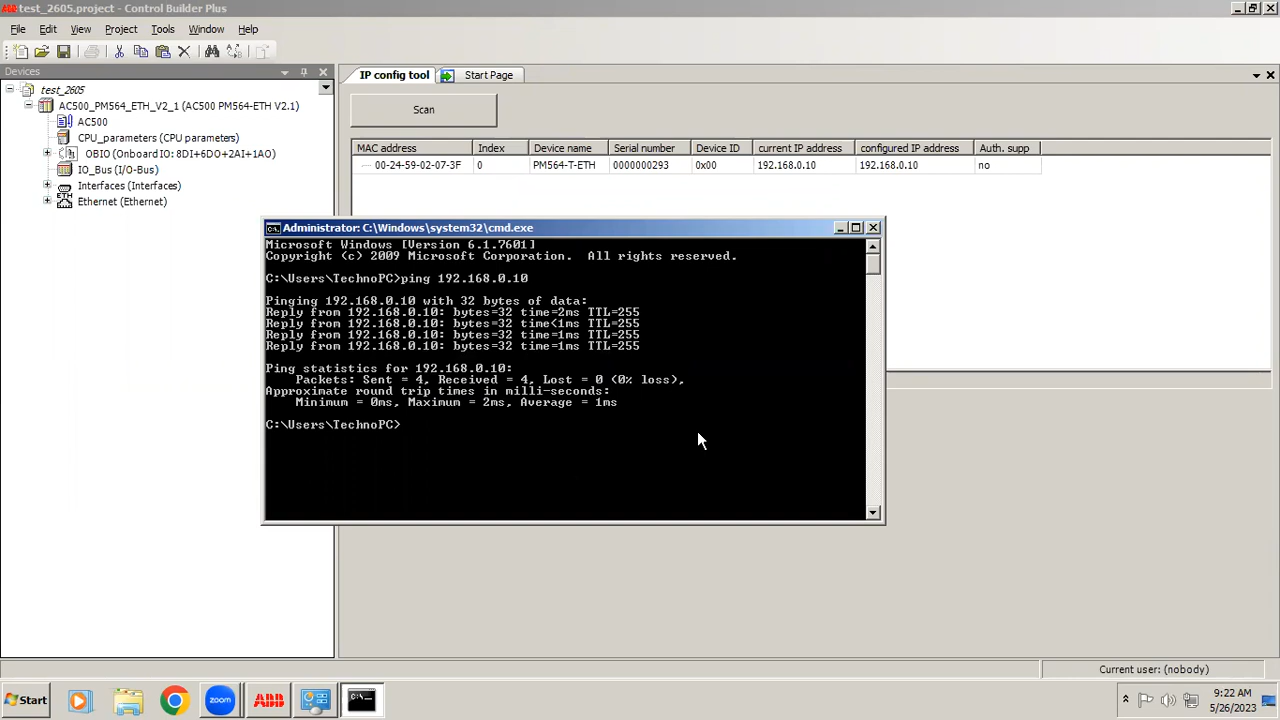 ABB test_2605.project - Control Builder Plus
File Edit View Project Tools Window Help
Devices
IP config tool Start Page
test_2605
AC500_PM564_ETH_V2_1 (AC500 PM564-ETH V2.1)
AC500
CPU_parameters (CPU parameters)
OBIO (Onboard IO: 8DI+6DO+2AI+1AO)
IO_Bus (I/O-Bus)
Interfaces (Interfaces)
ETH Ethernet (Ethernet)
Scan
MAC address Index Device name Serial number Device ID current IP address configured IP address Auth. supp
00-24-59-02-07-3F 0 PM564-T-ETH 0000000293 0x00 192.168.0.10 192.168.0.10 no
Administrator: C:\Windows\system32\cmd.exe
Microsoft Windows [Version 6.1.7601]
Copyright (c) 2009 Microsoft Corporation. All rights reserved.
C:\Users\TechnoPC>ping 192.168.0.10
Pinging 192.168.0.10 with 32 bytes of data:
Reply from 192.168.0.10: bytes=32 time=2ms TTL=255
Reply from 192.168.0.10: bytes=32 time<1ms TTL=255
Reply from 192.168.0.10: bytes=32 time=1ms TTL=255
Reply from 192.168.0.10: bytes=32 time=1ms TTL=255
Ping statistics for 192.168.0.10:
Packets: Sent = 4, Received = 4, Lost = 0 (0% loss),
Approximate round trip times in milli-seconds:
Minimum = 0ms, Maximum = 2ms, Average = 1ms
C:\Users\TechnoPC>
Current user: (nobody)
Start
zoom
ABB
9:22 AM
5/26/2023